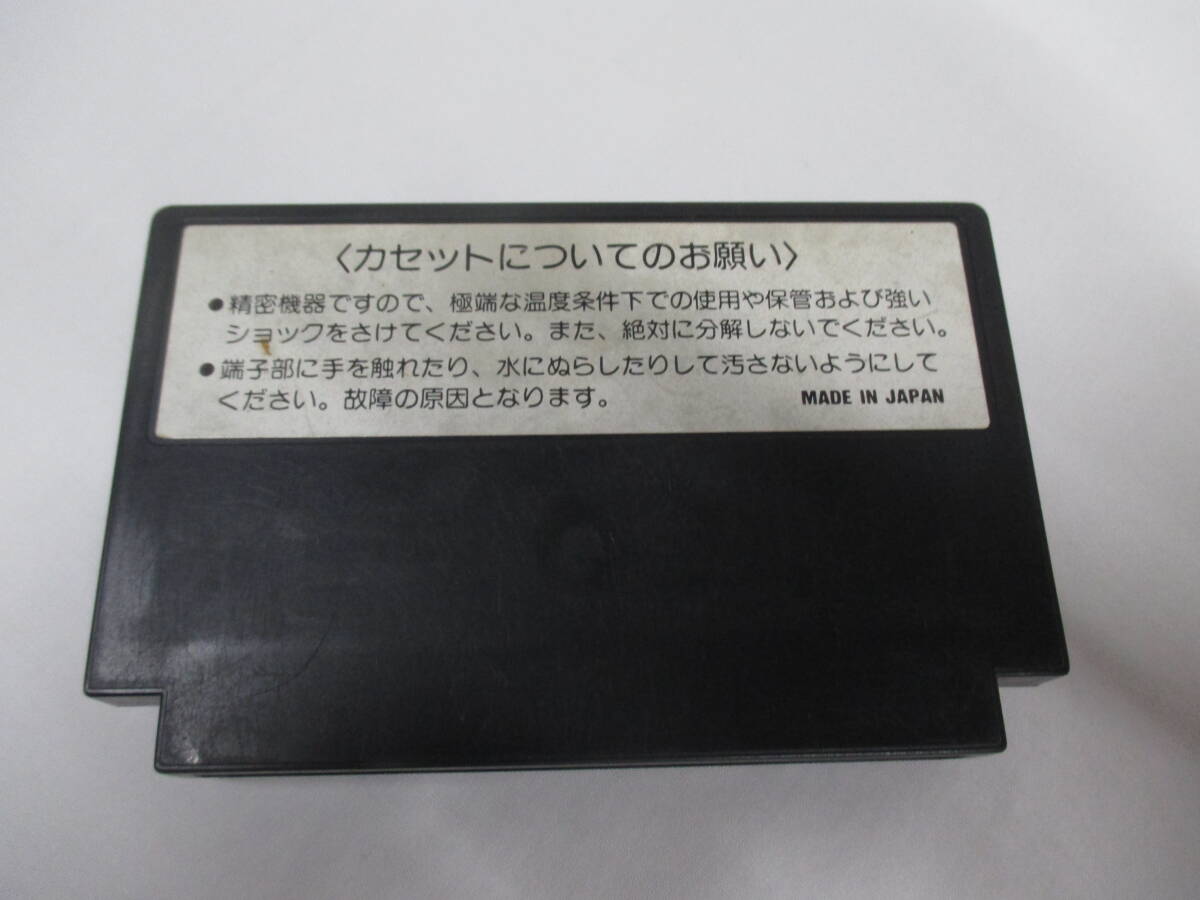 〈カセットについてのお願い〉
●精密機器ですので、極端な温度条件下での使用や保管および強い
ショックをさけてください。また、絶対に分解しないでください。
●端子部に手を触れたり、水にぬらしたりして汚さないようにして
ください。故障の原因となります。 MADE IN JAPAN